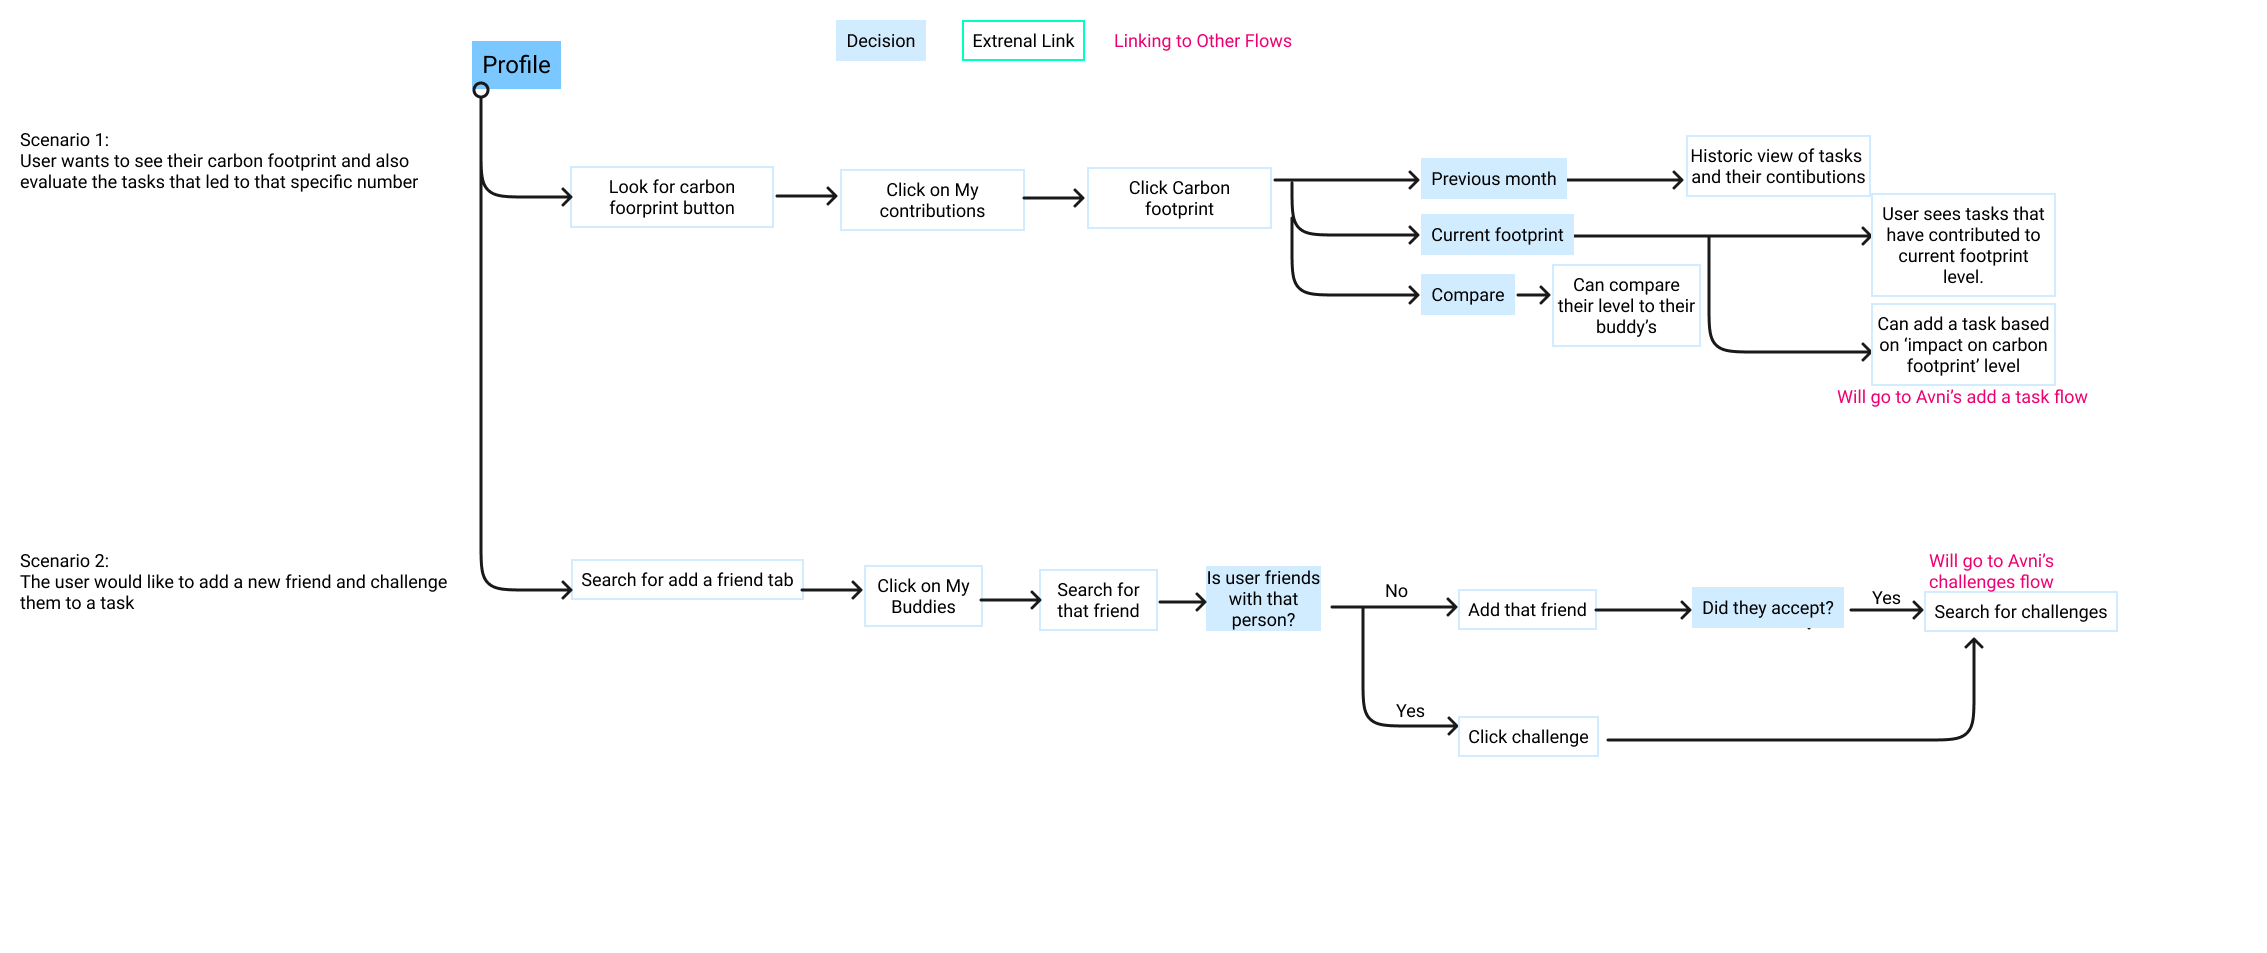 Decision
Extrenal Link
Linking to Other Flows
Profile
Scenario 1:
User wants to see their carbon footprint and also
evaluate the tasks that led to that specific number
Look for carbon
foorprint button
Click on My
contributions
Click Carbon
footprint
Previous month
Historic view of tasks
and their contibutions
Current footprint
User sees tasks that
have contributed to
current footprint
level.
Compare
Can compare
their level to their
buddy’s
Can add a task based
on ‘impact on carbon
footprint’ level
Will go to Avni’s add a task flow
Scenario 2:
The user would like to add a new friend and challenge
them to a task
Search for add a friend tab
Click on My
Buddies
Search for
that friend
Is user friends
with that
person?
No
Add that friend
Did they accept?
Yes
Will go to Avni’s
challenges flow
Search for challenges
Yes
Click challenge